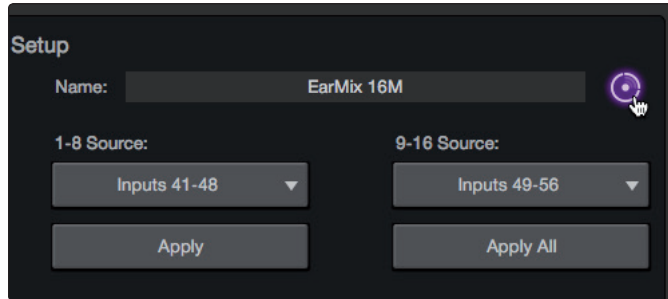 Setup
Name: EarMix 16M
1-8 Source: 9-16 Source:
Inputs 41-48 Inputs 49-56
Apply Apply All